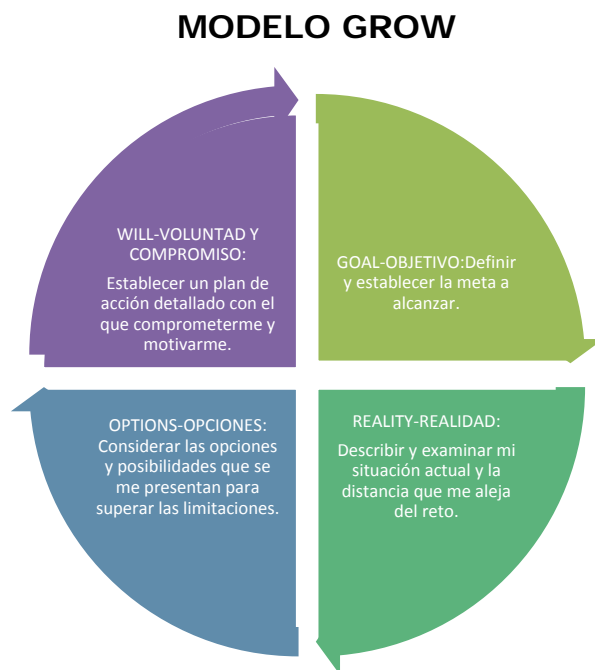 MODELO GROW
WILL-VOLUNTAD Y
COMPROMISO:
Establecer un plan de
acción detallado con el
que comprometerme y
motivarme.
GOAL-OBJETIVO:Definir
y establecer la meta a
alcanzar.
OPTIONS-OPCIONES:
Considerar las opciones
y posibilidades que se
me presentan para
superar las limitaciones.
REALITY-REALIDAD:
Describir y examinar mi
situación actual y la
distancia que me aleja
del reto.